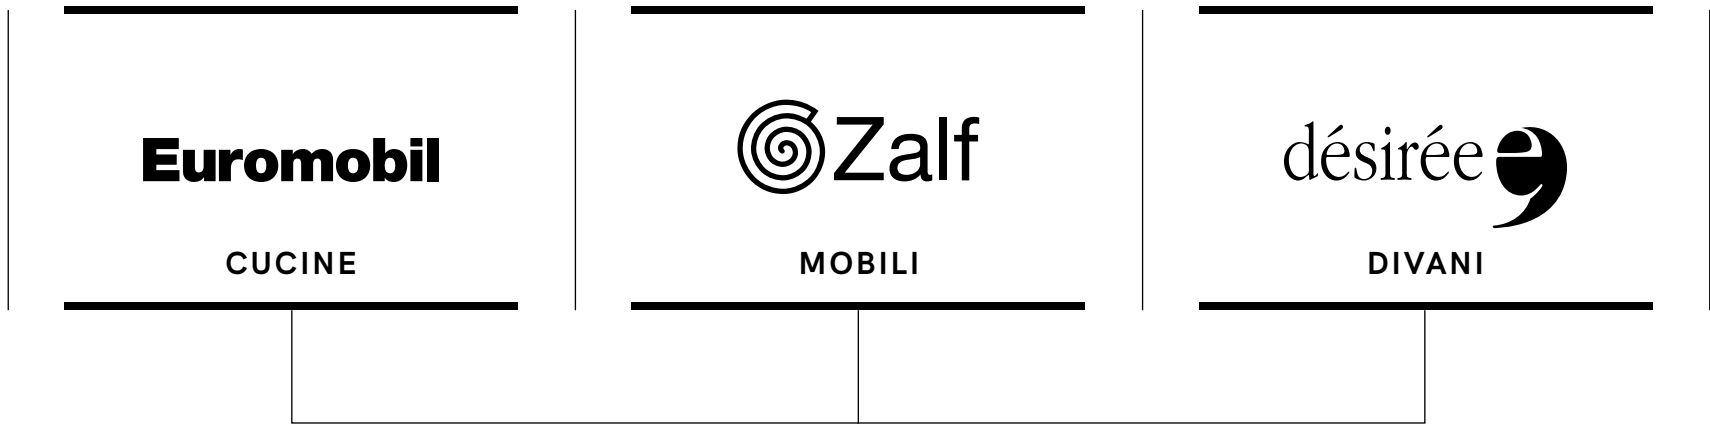 Euromobil
CUCINE
Zalf
MOBILI
désirée e
DIVANI